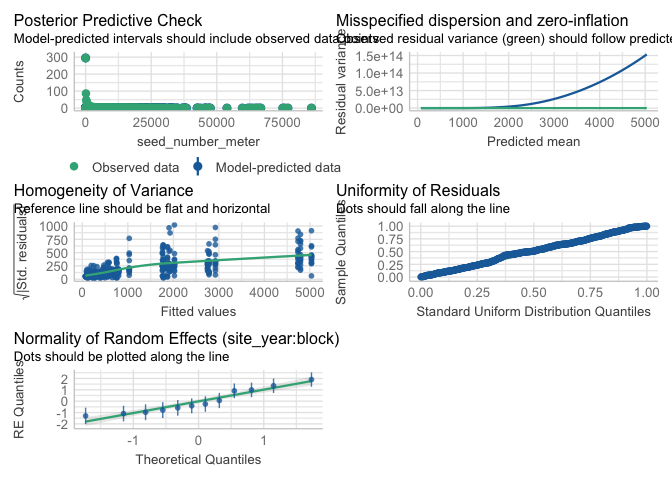 Posterior Predictive Check
Model-predicted intervals should include observed data points
Counts
300
200
100
0
0
25000
50000
75000
seed_number_meter
Observed data
Model-predicted data
Misspecified dispersion and zero-inflation
Observed residual variance (green) should follow predicte
Residual variance
1.5e+14
1.0e+14
5.0e+13
0.0e+00
0
1000
2000
3000
4000
5000
Predicted mean
Homogeneity of Variance
Reference line should be flat and horizontal
√|Std. residuals|
1000
750
500
250
0
0
1000
2000
3000
4000
5000
Fitted values
Uniformity of Residuals
Dots should fall along the line
Sample Quantiles
1.00
0.75
0.50
0.25
0.00
0.00
0.25
0.50
0.75
1.00
Standard Uniform Distribution Quantiles
Normality of Random Effects (site_year:block)
Dots should be plotted along the line
RE Quantiles
2
1
0
-1
-2
-1
0
1
Theoretical Quantiles